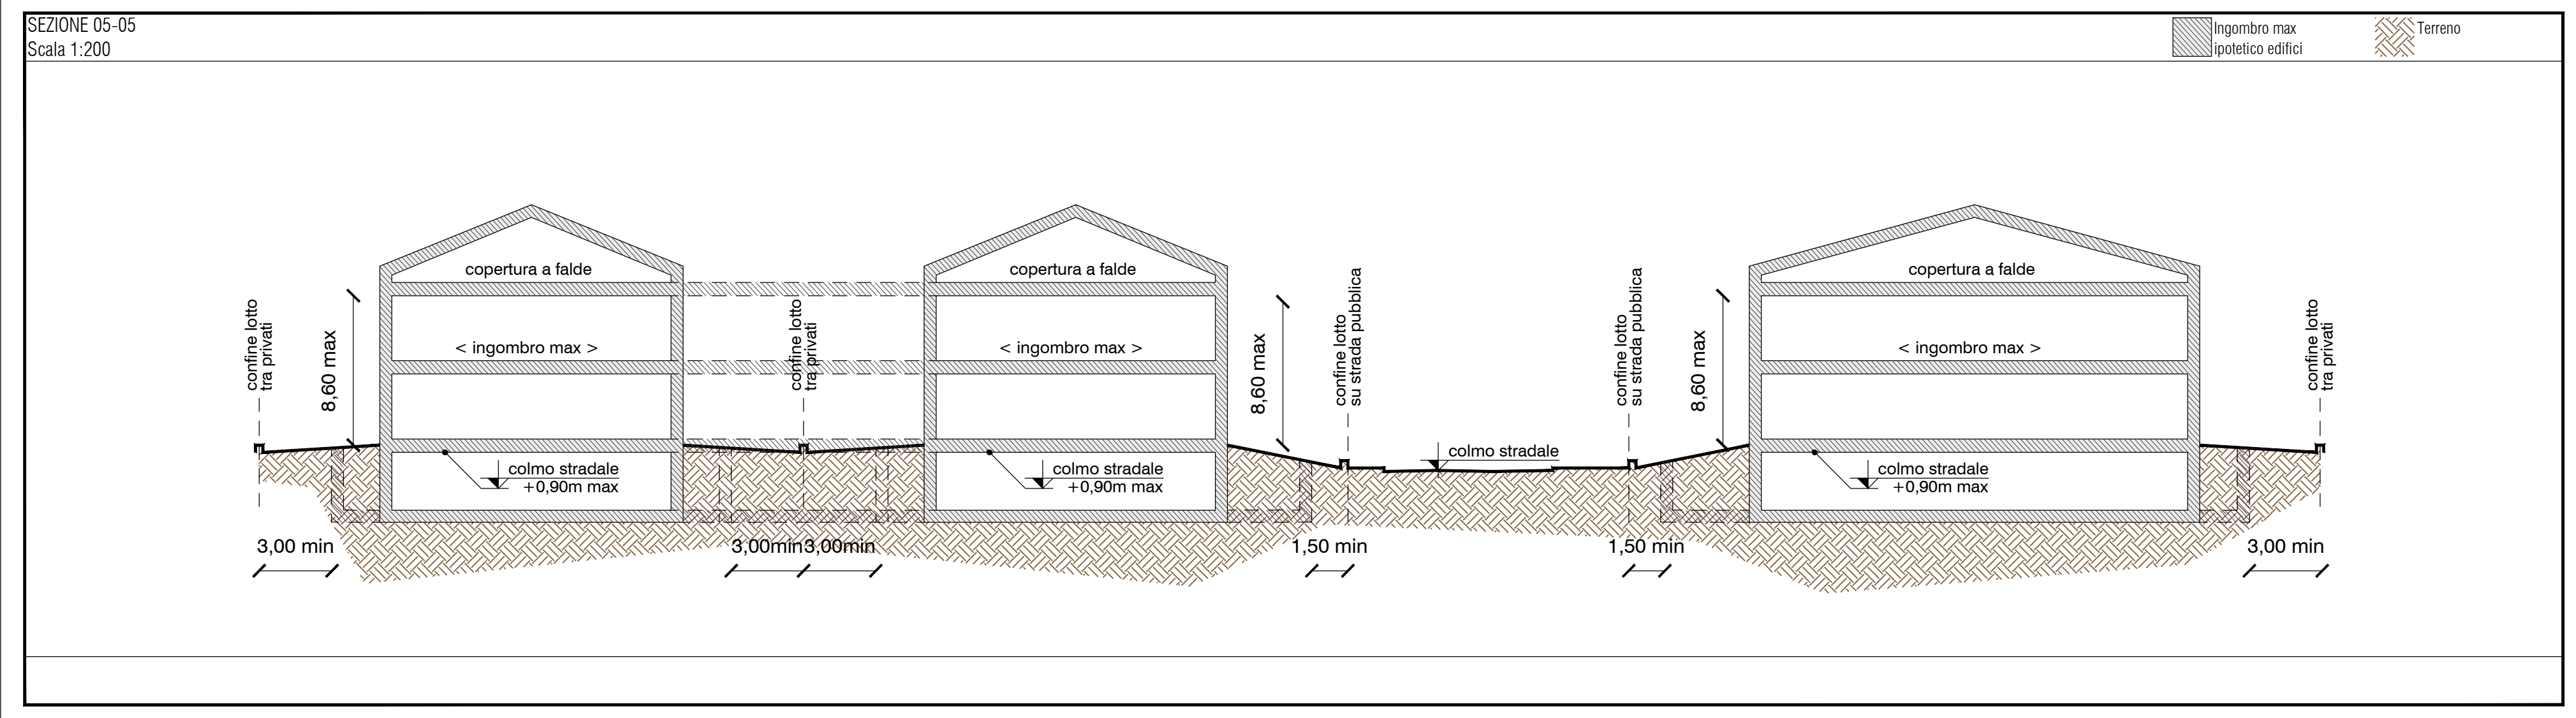 SEZIONE 05-05
Scala 1:200
Ingombro max
ipotetico edifici
Terreno
confine lotto
tra privati
8,60 max
copertura a falde
< ingombro max >
colmo stradale
+0,90m max
confine lotto
tra privati
copertura a falde
< ingombro max >
colmo stradale
+0,90m max
8,60 max
confine lotto
su strada pubblica
colmo stradale
confine lotto
su strada pubblica
8,60 max
copertura a falde
< ingombro max >
colmo stradale
+0,90m max
confine lotto
tra privati
3,00 min
3,00min
3,00min
1,50 min
1,50 min
3,00 min